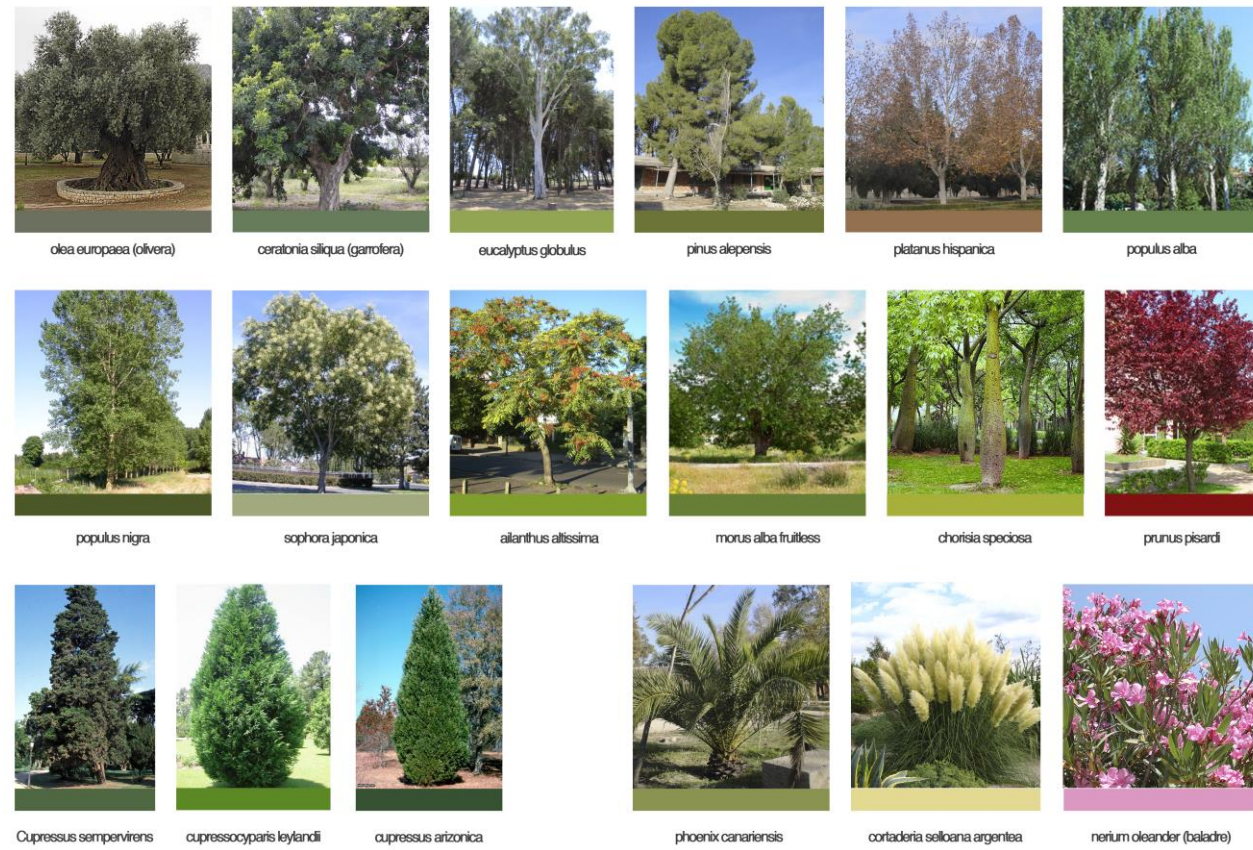 olea europaea (olivera)
ceratonia siliqua (garrofera)
eucalyptus globulus
pinus alepensis
platanus hispanica
populus alba
populus nigra
sophora japonica
ailanthus altissima
morus alba fruitless
chorisia speciosa
prunus pisardi
Cupressus sempervirens
cupressocyparis leylandii
cupressus arizonica
phoenix canariensis
cortaderia selloana argentea
nerium oleander (baladre)